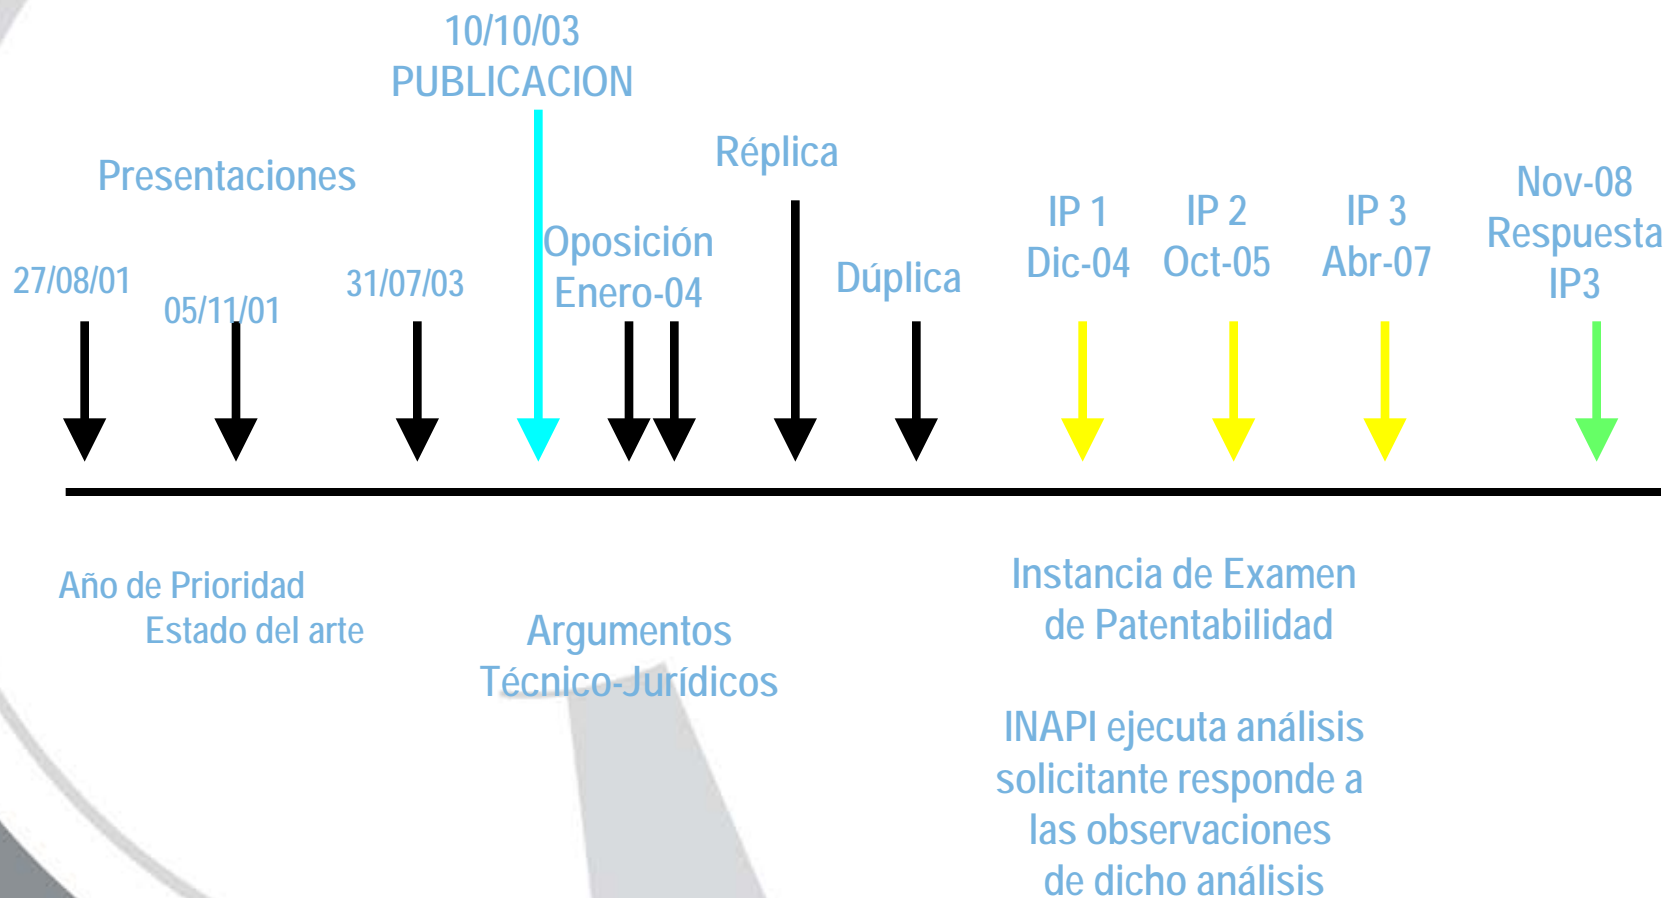 10/10/03
PUBLICACION
Presentaciones
27/08/01
05/11/01
31/07/03
Oposición
Enero-04
Réplica
Dúplica
IP 1
Dic-04
IP 2
Oct-05
IP 3
Abr-07
Nov-08
Respuesta
IP3
Año de Prioridad
Estado del arte
Argumentos
Técnico-Jurídicos
Instancia de Examen
de Patentabilidad
INAPI ejecuta análisis
solicitante responde a
las observaciones
de dicho análisis